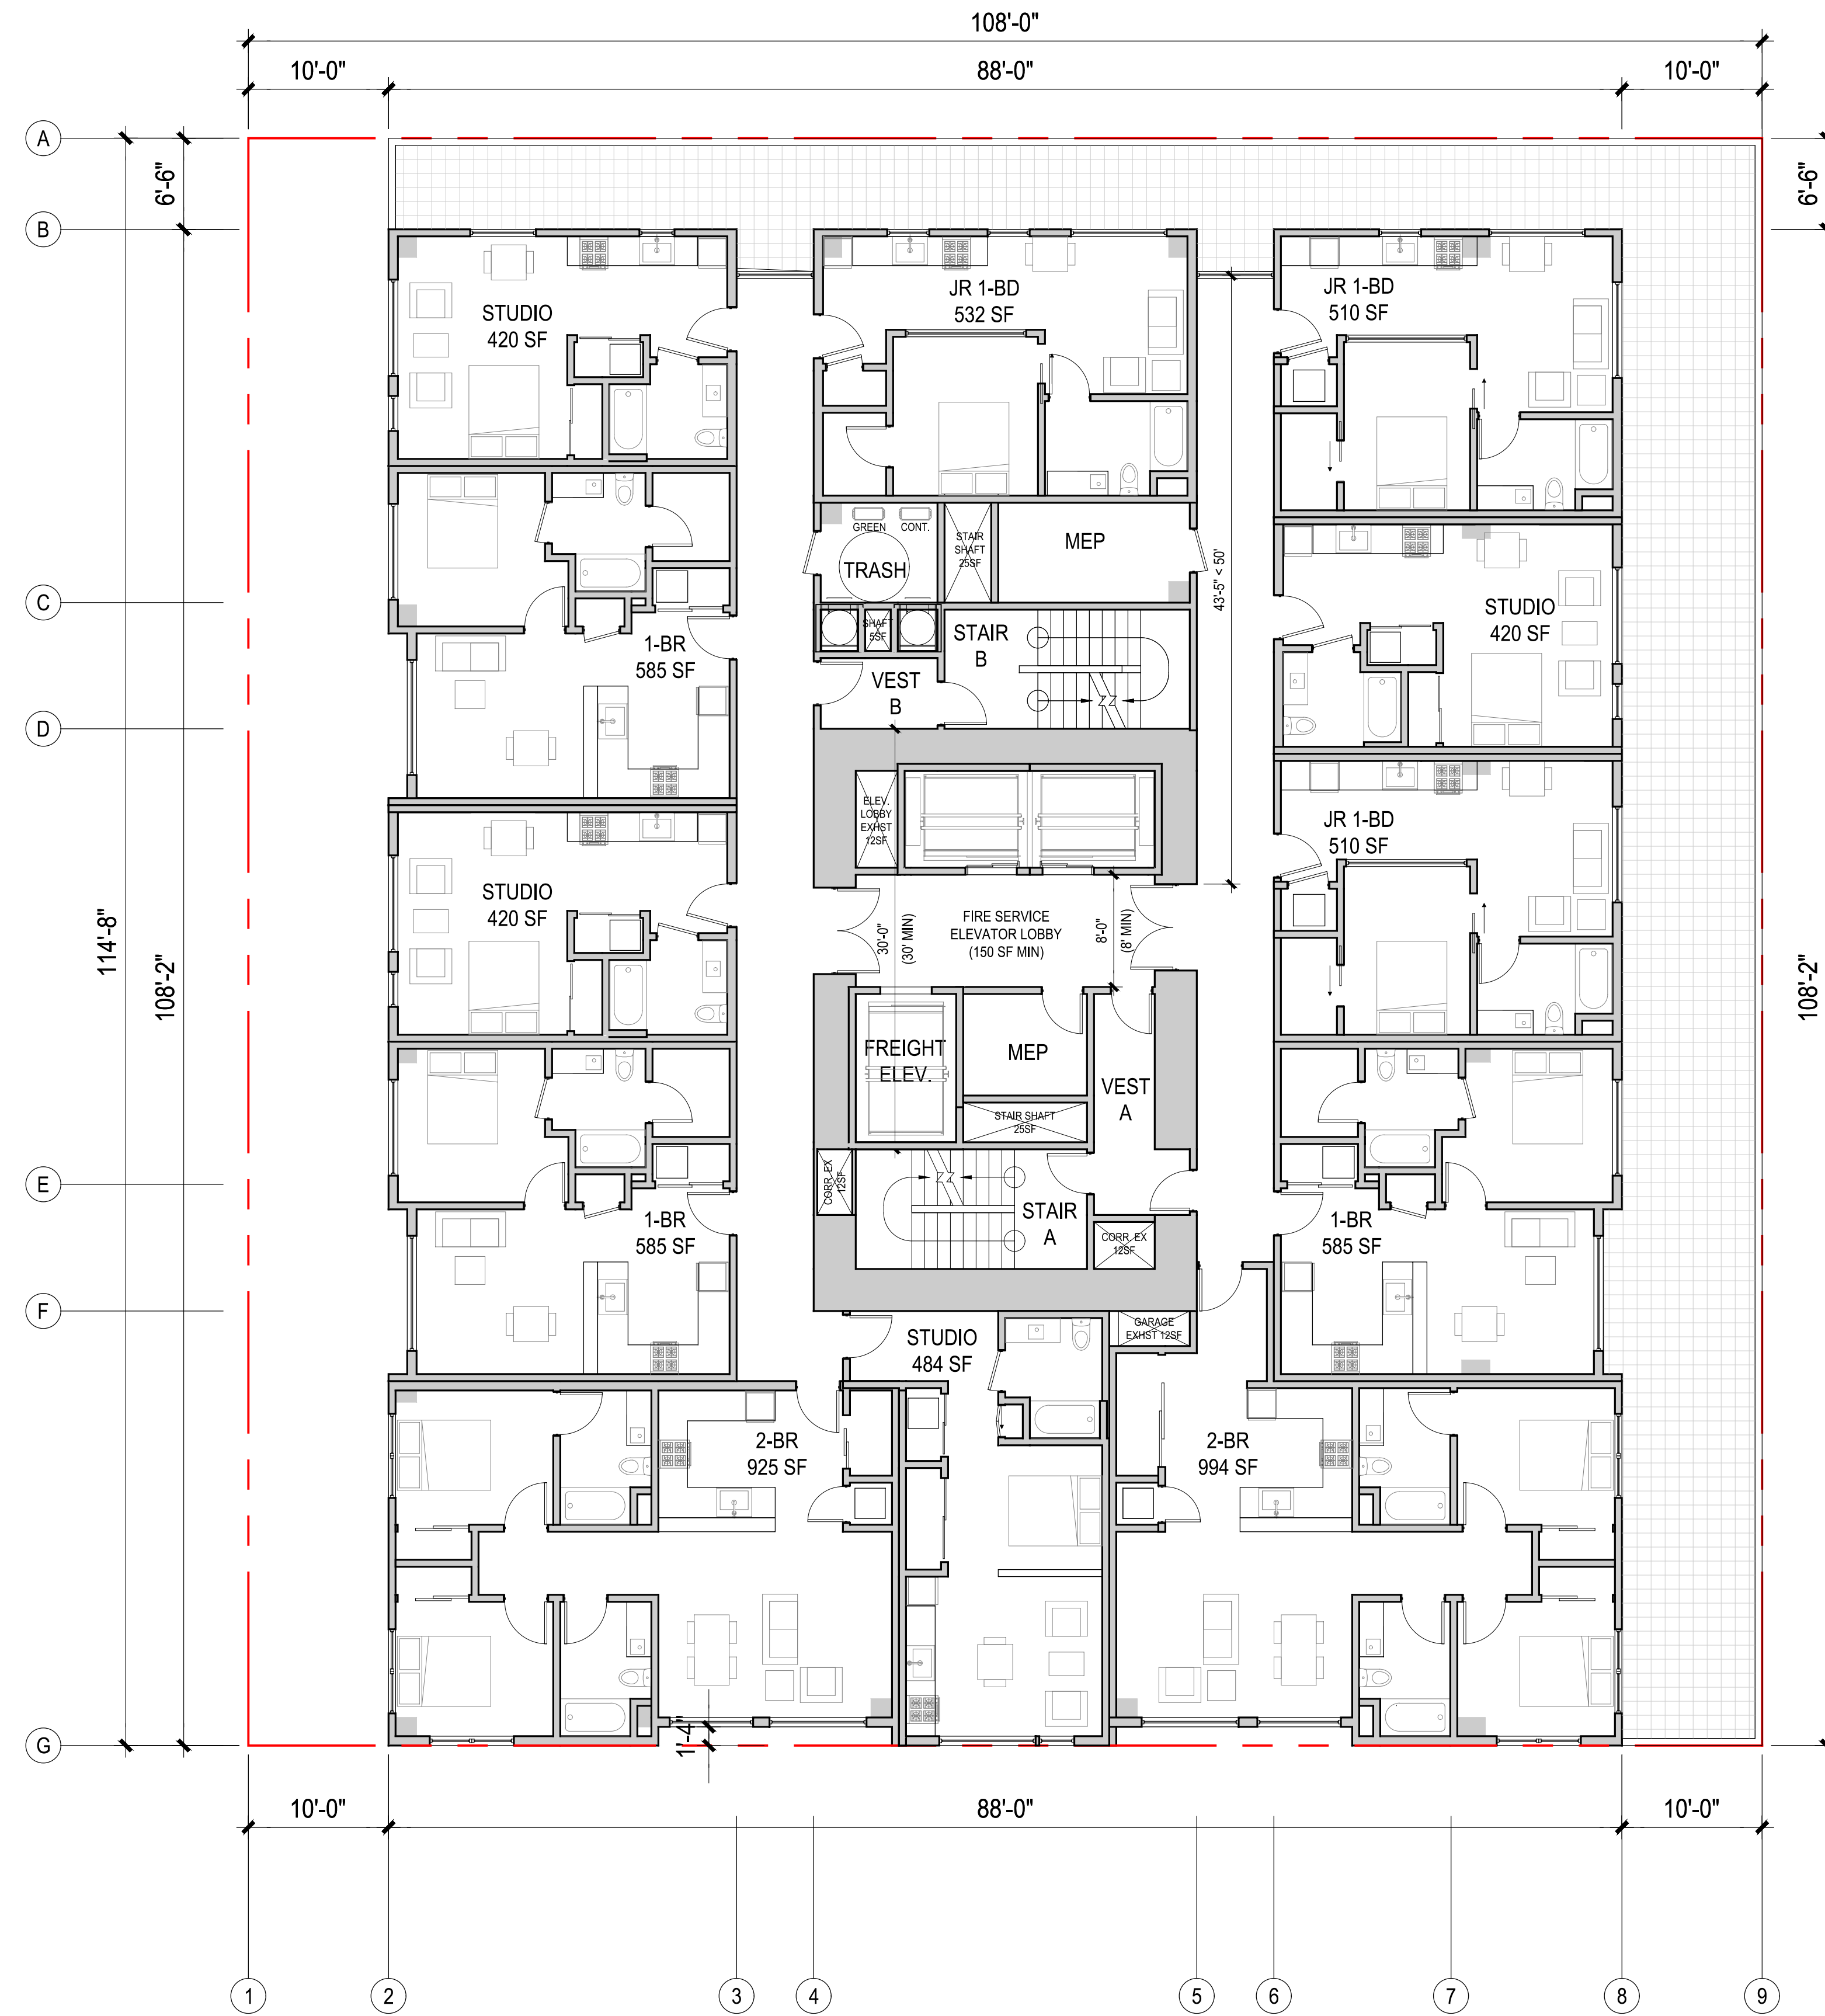 108'-0"
10'-0"
88'-0"
10'-0"
A
6'-6"
6'-6"
B
STUDIO
420 SF
JR 1-BD
532 SF
JR 1-BD
510 SF
GREEN
CONT.
TRASH
STAIR
SHAFT
25SF
MEP
43'-5" < 50'
C
1-BR
585 SF
SHAFT
5SF
STAIR
B
STUDIO
420 SF
VEST
B
D
ELEV.
LOBBY
EXHST
12SF
JR 1-BD
510 SF
STUDIO
420 SF
114'-8"
108'-2"
30'-0"
(30' MIN)
FIRE SERVICE
ELEVATOR LOBBY
(150 SF MIN)
8'-0"
(8' MIN)
108'-2"
FREIGHT
ELEV.
MEP
VEST
A
STAIR SHAFT
25SF
E
CORR. EX
12SF
1-BR
585 SF
STAIR
A
CORR. EX
12SF
1-BR
585 SF
F
STUDIO
484 SF
GARAGE
EXHST 12SF
2-BR
925 SF
2-BR
994 SF
1'-4"
G
10'-0"
88'-0"
10'-0"
1
2
3
4
5
6
7
8
9